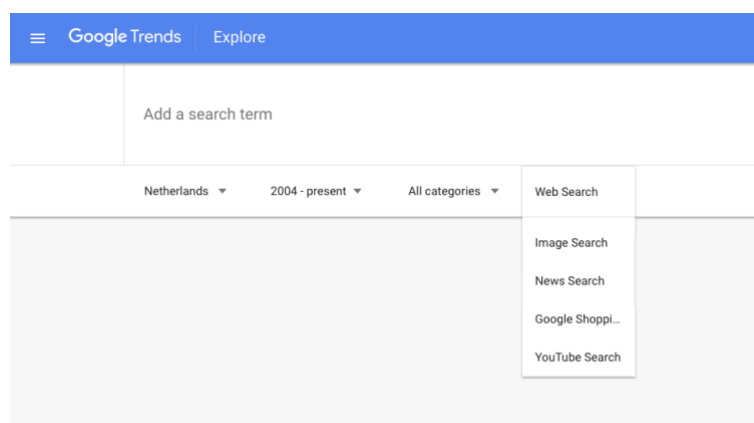 Google Trends Explore
Add a search term
Netherlands 2004 - present All categories Web Search
Image Search
News Search
Google Shoppi...
YouTube Search